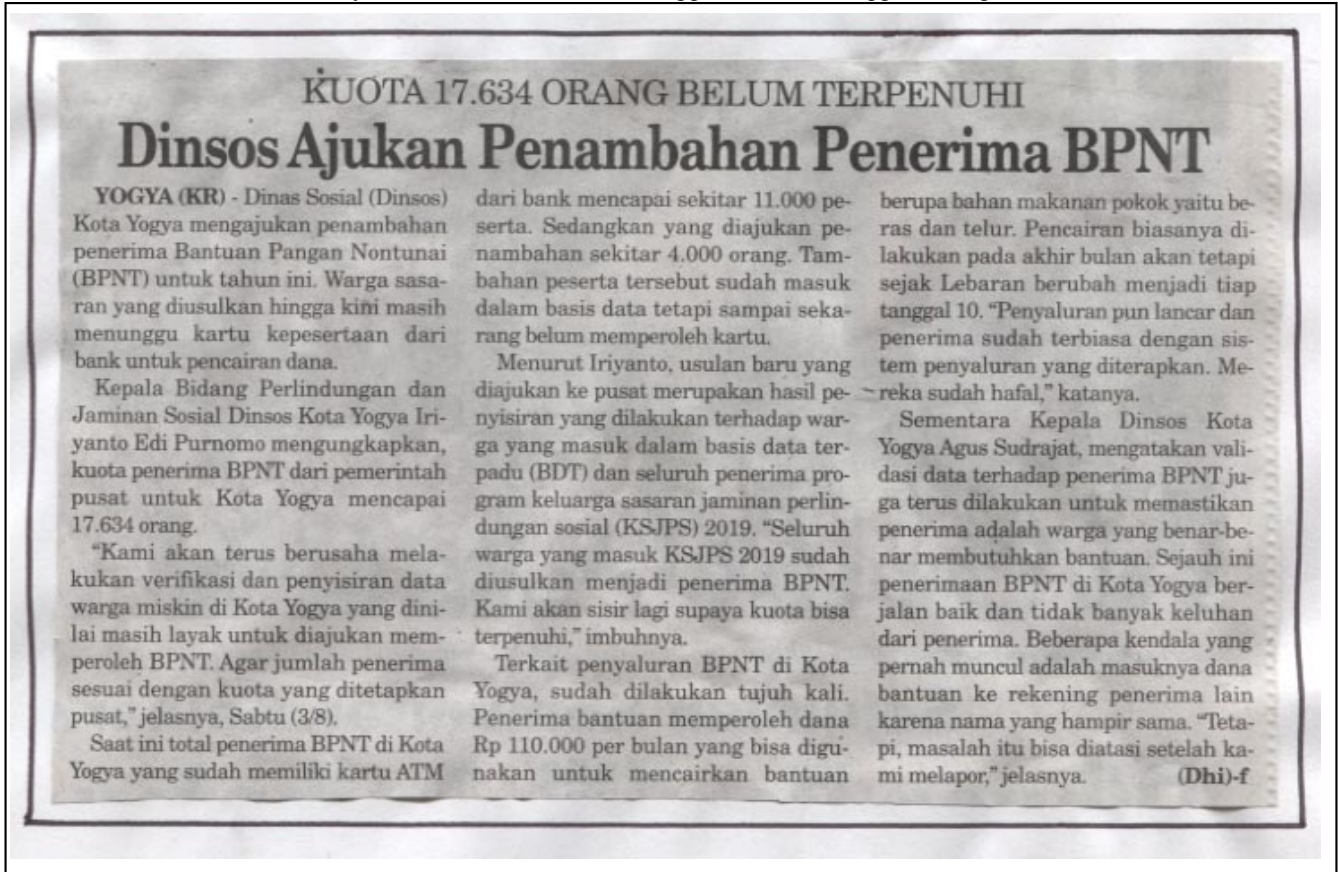 KUOTA 17.634 ORANG BELUM TERPENUHI
Dinsos Ajukan Penambahan Penerima BPNT
YOGYA (KR) - Dinas Sosial (Dinsos)
Kota Yogya mengajukan penambahan
penerima Bantuan Pangan Nontunai
(BPNT) untuk tahun ini. Warga sasa-
ran yang diusulkan hingga kini masih
menunggu kartu kepesertaan dari
bank untuk pencairan dana.
Kepala Bidang Perlindungan dan
Jaminan Sosial Dinsos Kota Yogya Iri-
yanto Edi Purnomo mengungkapkan,
kuota penerima BPNT dari pemerintah
pusat untuk Kota Yogya mencapai
17.634 orang.
"Kami akan terus berusaha mela-
kukan verifikasi dan penyisiran data
warga miskin di Kota Yogya yang dini-
lai masih layak untuk diajukan mem-
peroleh BPNT. Agar jumlah penerima
sesuai dengan kuota yang ditetapkan
pusat," jelasnya, Sabtu (3/8).
Saat ini total penerima BPNT di Kota
Yogya yang sudah memiliki kartu ATM
dari bank mencapai sekitar 11.000 pe-
serta. Sedangkan yang diajukan pe-
nambahan sekitar 4.000 orang. Tam-
bahan peserta tersebut sudah masuk
dalam basis data tetapi sampai seka-
rang belum memperoleh kartu.
Menurut Iriyanto, usulan baru yang
diajukan ke pusat merupakan hasil pe-
nyisiran yang dilakukan terhadap war-
ga yang masuk dalam basis data ter-
padu (BDT) dan seluruh penerima pro-
gram keluarga sasaran jaminan perlin-
dungan sosial (KSJPS) 2019. "Seluruh
warga yang masuk KSJPS 2019 sudah
diusulkan menjadi penerima BPNT.
Kami akan sisir lagi supaya kuota bisa
terpenuhi," imbuhnya.
Terkait penyaluran BPNT di Kota
Yogya, sudah dilakukan tujuh kali.
Penerima bantuan memperoleh dana
Rp 110.000 per bulan yang bisa digu-
nakan untuk mencairkan bantuan
berupa bahan makanan pokok yaitu be-
ras dan telur. Pencairan biasanya di-
lakukan pada akhir bulan akan tetapi
sejak Lebaran berubah menjadi tiap
tanggal 10. "Penyaluran pun lancar dan
penerima sudah terbiasa dengan sis-
tem penyaluran yang diterapkan. Me-
reka sudah hafal," katanya.
Sementara Kepala Dinsos Kota
Yogya Agus Sudrajat, mengatakan vali-
dasi data terhadap penerima BPNT ju-
ga terus dilakukan untuk memastikan
penerima adalah warga yang benar-be-
nar membutuhkan bantuan. Sejauh ini
penerimaan BPNT di Kota Yogya ber-
jalan baik dan tidak banyak keluhan
dari penerima. Beberapa kendala yang
pernah muncul adalah masuknya dana
bantuan ke rekening penerima lain
karena nama yang hampir sama. "Teta-
pi, masalah itu bisa diatasi setelah ka-
mi melapor," jelasnya. (Dhi)-f